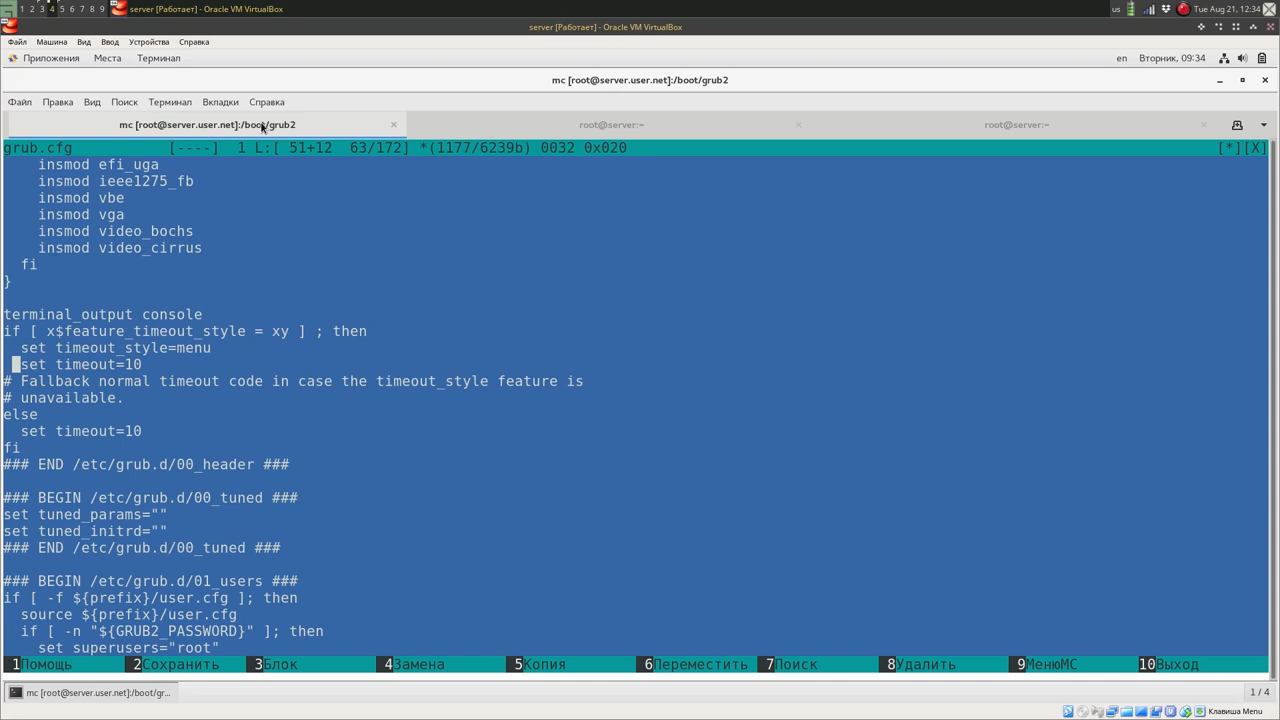 1 2 3 4 5 6 7 8 9 server [Работает] - Oracle VM VirtualBox us Tue Aug 21, 12:34
server [Работает] - Oracle VM VirtualBox
Файл Машина Вид Ввод Устройства Справка
Приложения Места Терминал en Вторник, 09:34
mc [root@server.user.net]:/boot/grub2
Файл Правка Вид Поиск Терминал Вкладки Справка
mc [root@server.user.net]:/boot/grub2 × root@server:~ × root@server:~ ×
grub.cfg [----] 1 L:[ 51+12 63/172] *(1177/6239b) 0032 0x020 [*][X]
insmod efi_uga
insmod ieee1275_fb
insmod vbe
insmod vga
insmod video_bochs
insmod video_cirrus
fi
}
terminal_output console
if [ x$feature_timeout_style = xy ] ; then
set timeout_style=menu
set timeout=10
# Fallback normal timeout code in case the timeout_style feature is
# unavailable.
else
set timeout=10
fi
### END /etc/grub.d/00_header ###
### BEGIN /etc/grub.d/00_tuned ###
set tuned_params=""
set tuned_initrd=""
### END /etc/grub.d/00_tuned ###
### BEGIN /etc/grub.d/01_users ###
if [ -f ${prefix}/user.cfg ]; then
source ${prefix}/user.cfg
if [ -n "${GRUB2_PASSWORD}" ]; then
set superusers="root"
1Помощь 2Сохранить 3Блок 4Замена 5Копия 6Переместить 7Поиск 8Удалить 9МенюMC 10Выход
mc [root@server.user.net]:/boot/gr... 1 / 4
Клавиша Menu